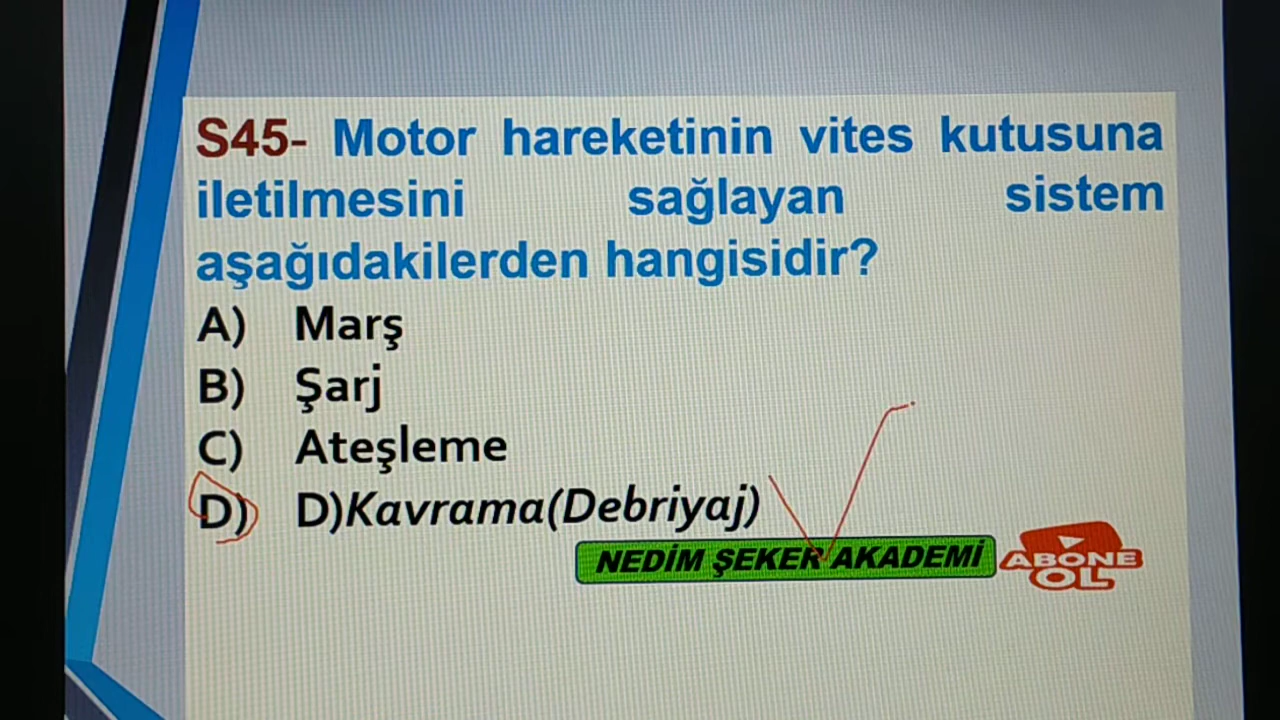 S45- Motor hareketinin vites kutusuna
iletilmesini sağlayan sistem
aşağıdakilerden hangisidir?
A) Marş
B) Şarj
C) Ateşleme
D) D)Kavrama(Debriyaj)
NEDİM ŞEKER AKADEMİ
ABONE
OL